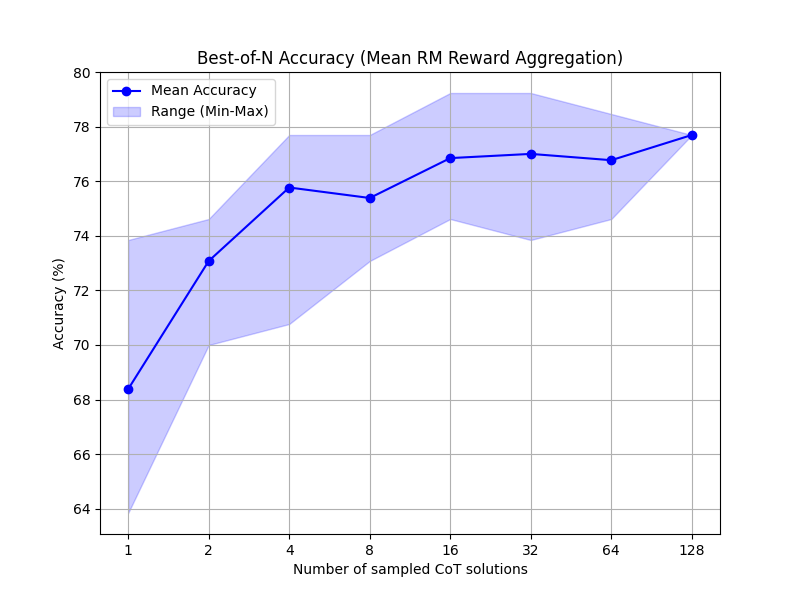 Best-of-N Accuracy (Mean RM Reward Aggregation)
Mean Accuracy
Range (Min-Max)
80
78
76
74
72
70
68
66
64
Accuracy (%)
1 2 4 8 16 32 64 128
Number of sampled CoT solutions